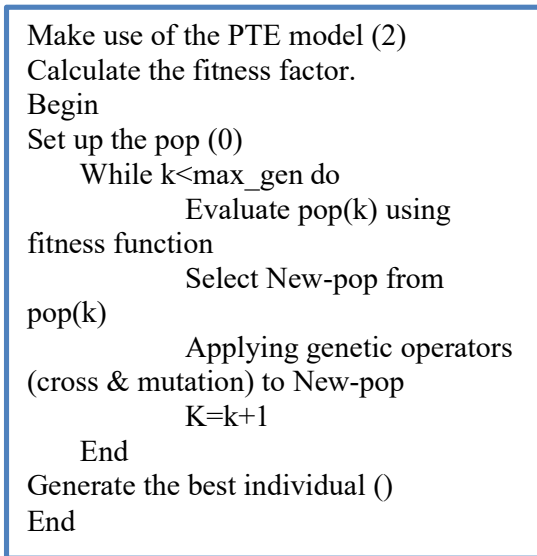 Make use of the PTE model (2)
Calculate the fitness factor.
Begin
Set up the pop (0)
While k<max_gen do
Evaluate pop(k) using
fitness function
Select New-pop from
pop(k)
Applying genetic operators
(cross & mutation) to New-pop
K=k+1
End
Generate the best individual ()
End